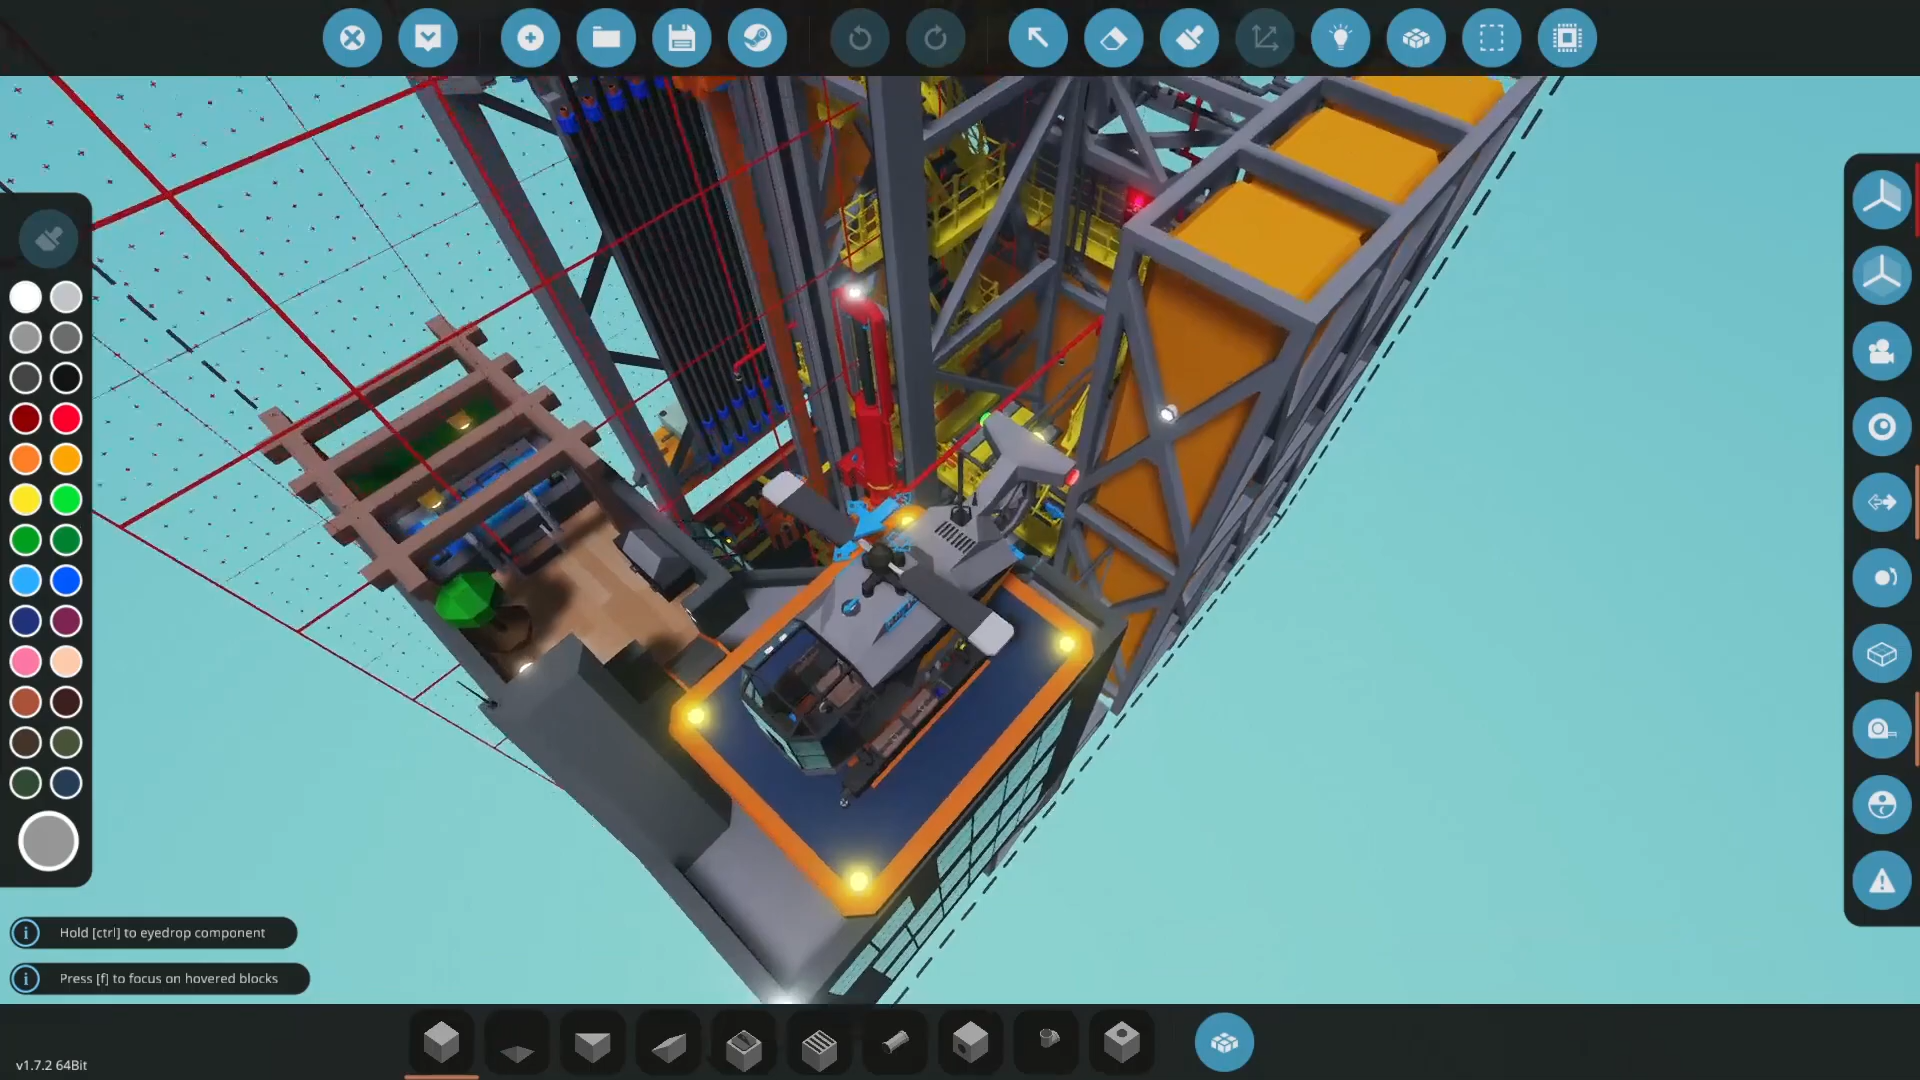 Hold [ctrl] to eyedrop component
Press [f] to focus on hovered blocks
v1.7.2 64Bit